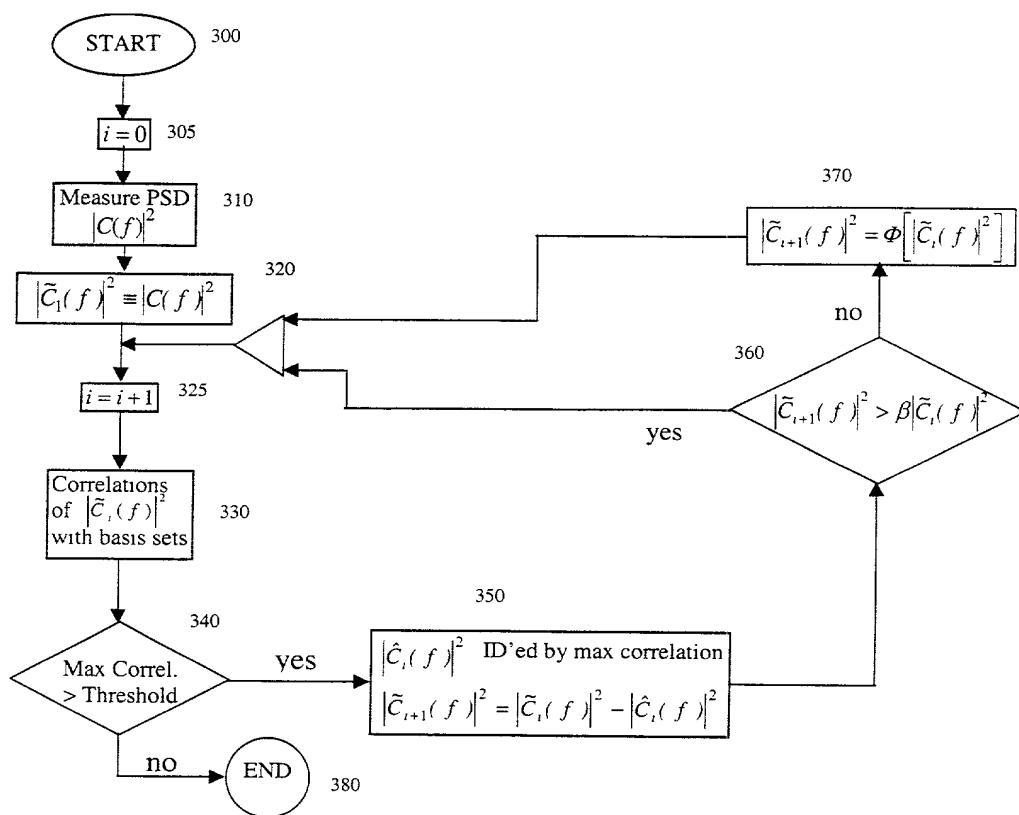 START
300
i = 0
305
Measure PSD
|C(f)|²
310
|C̃₁(f)|² ≡ |C(f)|²
320
i = i+1
325
Correlations
of |C̃ᵢ(f)|²
with basis sets
330
Max Correl.
> Threshold
340
yes
no
END
380
350
|Ĉᵢ(f)|² ID'ed by max correlation
|C̃ᵢ₊₁(f)|² = |C̃ᵢ(f)|² − |Ĉᵢ(f)|²
360
|C̃ᵢ₊₁(f)|² > β|C̃ᵢ(f)|²
yes
no
370
|C̃ᵢ₊₁(f)|² = Φ[|C̃ᵢ(f)|²]